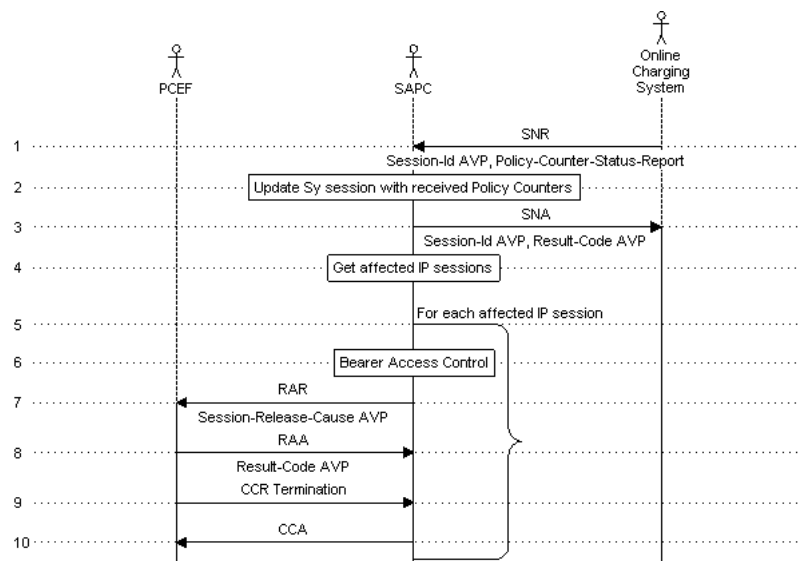 Online
Charging
System
PCEF
SAPC
1
SNR
Session-Id AVP, Policy-Counter-Status-Report
2
Update Sy session with received Policy Counters
3
SNA
Session-Id AVP, Result-Code AVP
4
Get affected IP sessions
For each affected IP session
5
6
Bearer Access Control
7
RAR
Session-Release-Cause AVP
8
RAA
Result-Code AVP
9
CCR Termination
10
CCA